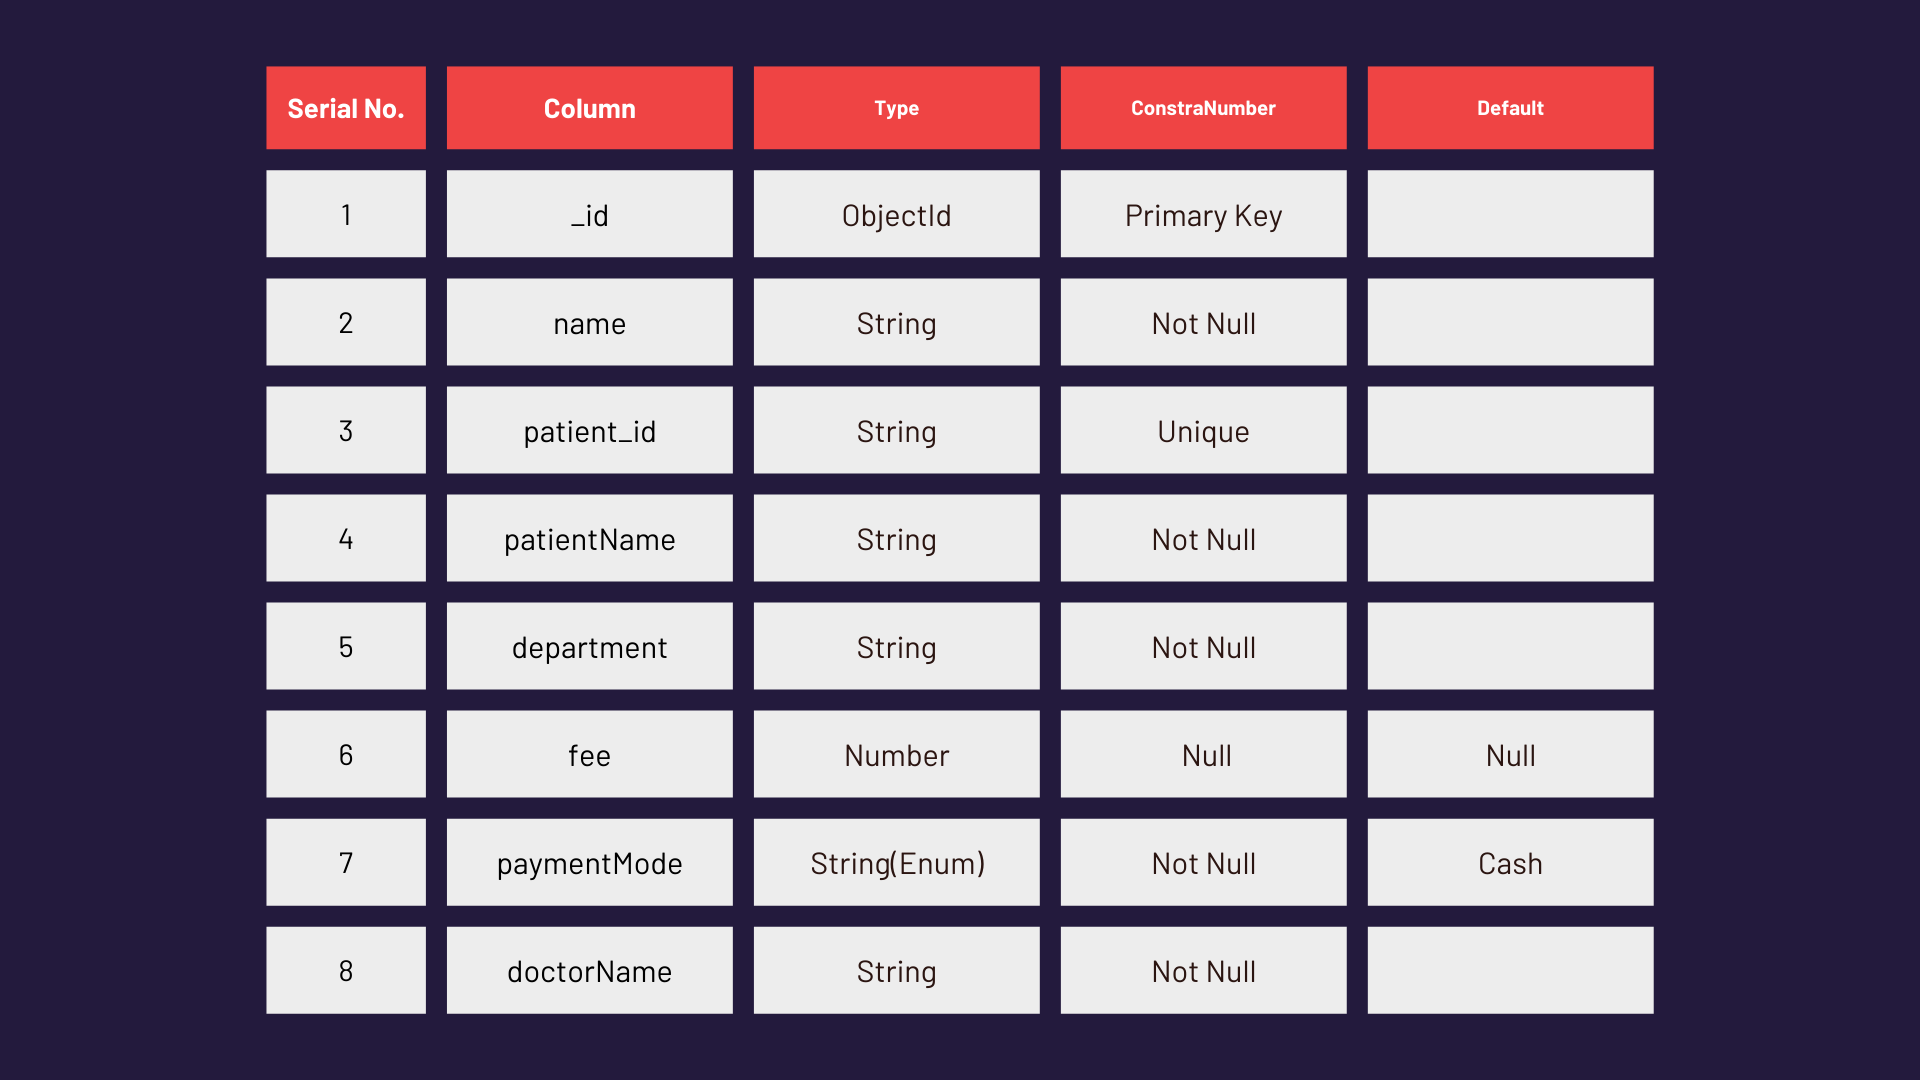 Serial No. Column Type ConstraNumber Default
1 _id ObjectId Primary Key
2 name String Not Null
3 patient_id String Unique
4 patientName String Not Null
5 department String Not Null
6 fee Number Null Null
7 paymentMode String(Enum) Not Null Cash
8 doctorName String Not Null